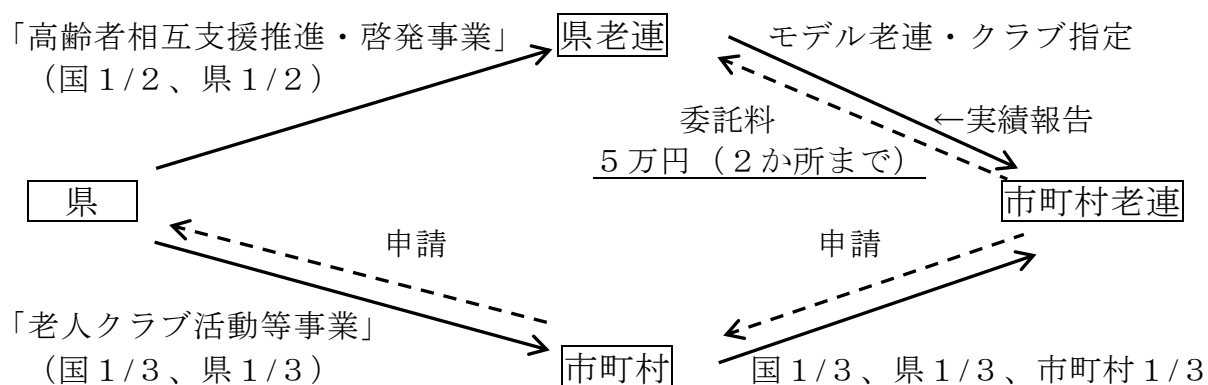 「高齢者相互支援推進・啓発事業」
(国1/2、県1/2)
県老連
モデル老連・クラブ指定
委託料
←実績報告
5万円(2か所まで)
県
市町村老連
申請
申請
「老人クラブ活動等事業」
(国1/3、県1/3)
市町村
国1/3、県1/3、市町村1/3